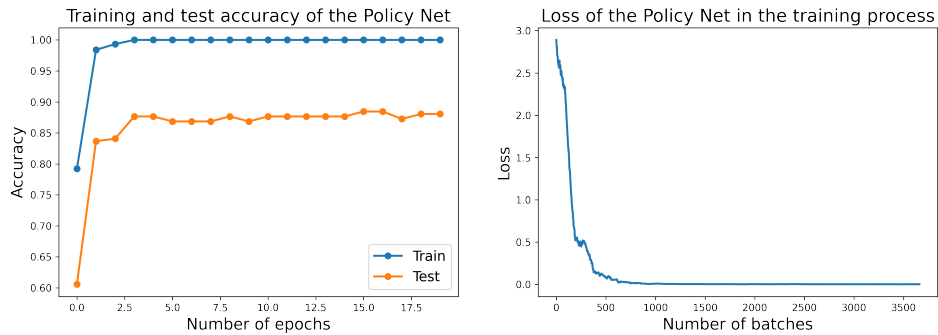 Training and test accuracy of the Policy Net
1.00
0.95
0.90
0.85
0.80
0.75
0.70
0.65
0.60
Accuracy
0.0 2.5 5.0 7.5 10.0 12.5 15.0 17.5
Number of epochs
Train
Test
Loss of the Policy Net in the training process
3.0
2.5
2.0
1.5
1.0
0.5
0.0
Loss
0 500 1000 1500 2000 2500 3000 3500
Number of batches